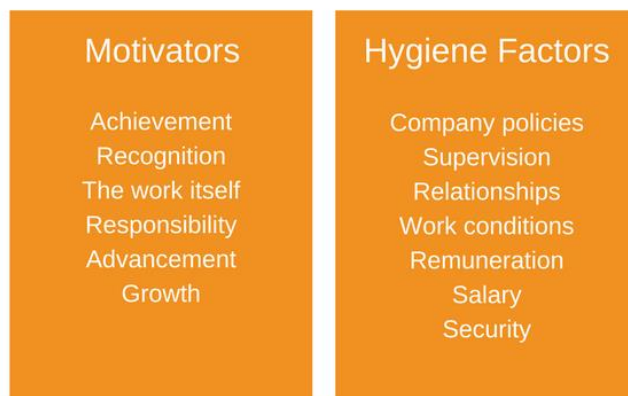 Motivators
Achievement
Recognition
The work itself
Responsibility
Advancement
Growth
Hygiene Factors
Company policies
Supervision
Relationships
Work conditions
Remuneration
Salary
Security